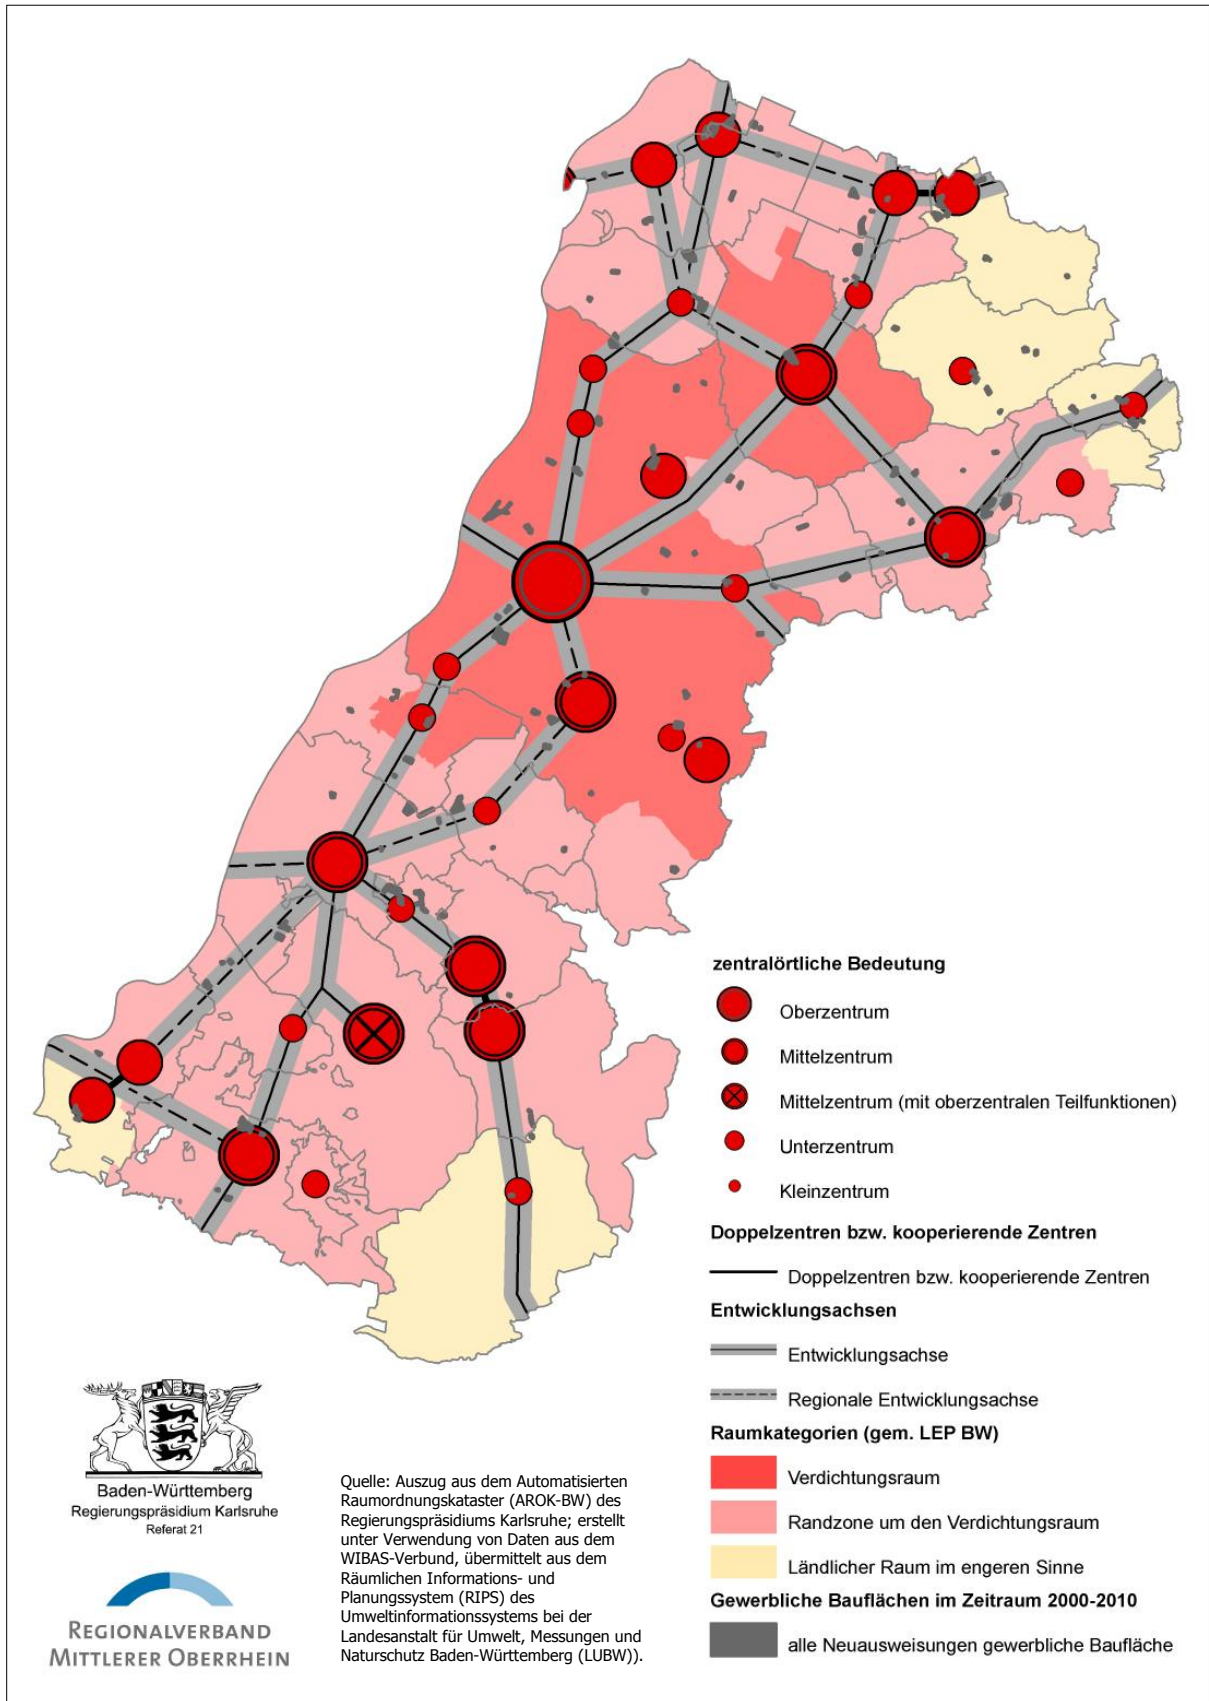 zentralörtliche Bedeutung
Oberzentrum
Mittelzentrum
Mittelzentrum (mit oberzentralen Teilfunktionen)
Unterzentrum
Kleinzentrum
Doppelzentren bzw. kooperierende Zentren
Doppelzentren bzw. kooperierende Zentren
Entwicklungsachsen
Entwicklungsachse
Regionale Entwicklungsachse
Raumkategorien (gem. LEP BW)
Verdichtungsraum
Randzone um den Verdichtungsraum
Ländlicher Raum im engeren Sinne
Gewerbliche Bauflächen im Zeitraum 2000-2010
alle Neuausweisungen gewerbliche Baufläche
Baden-Württemberg
Regierungspräsidium Karlsruhe
Referat 21
REGIONALVERBAND
MITTLERER OBERRHEIN
Quelle: Auszug aus dem Automatisierten
Raumordnungskataster (AROK-BW) des
Regierungspräsidiums Karlsruhe; erstellt
unter Verwendung von Daten aus dem
WIBAS-Verbund, übermittelt aus dem
Räumlichen Informations- und
Planungssystem (RIPS) des
Umweltinformationssystems bei der
Landesanstalt für Umwelt, Messungen und
Naturschutz Baden-Württemberg (LUBW)).